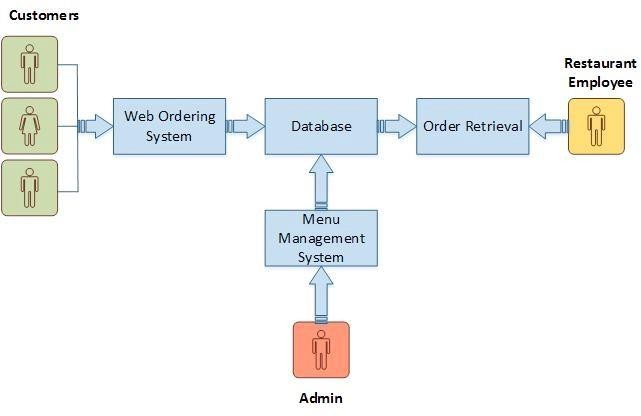 Customers
Restaurant
Employee
Web Ordering
System
Database
Order Retrieval
Menu
Management
System
Admin